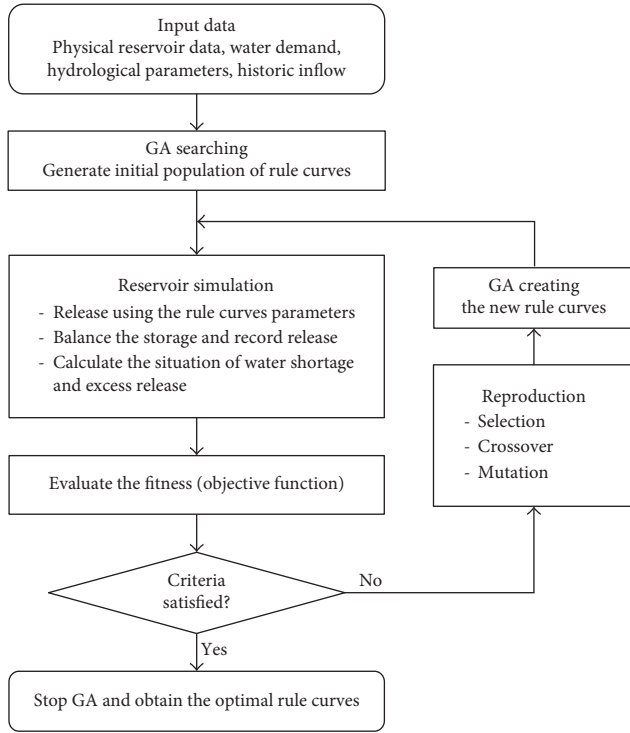 Input data
Physical reservoir data, water demand,
hydrological parameters, historic inflow
GA searching
Generate initial population of rule curves
Reservoir simulation
- Release using the rule curves parameters
- Balance the storage and record release
- Calculate the situation of water shortage
and excess release
GA creating
the new rule curves
Reproduction
- Selection
- Crossover
- Mutation
Evaluate the fitness (objective function)
Criteria
satisfied?
No
Yes
Stop GA and obtain the optimal rule curves